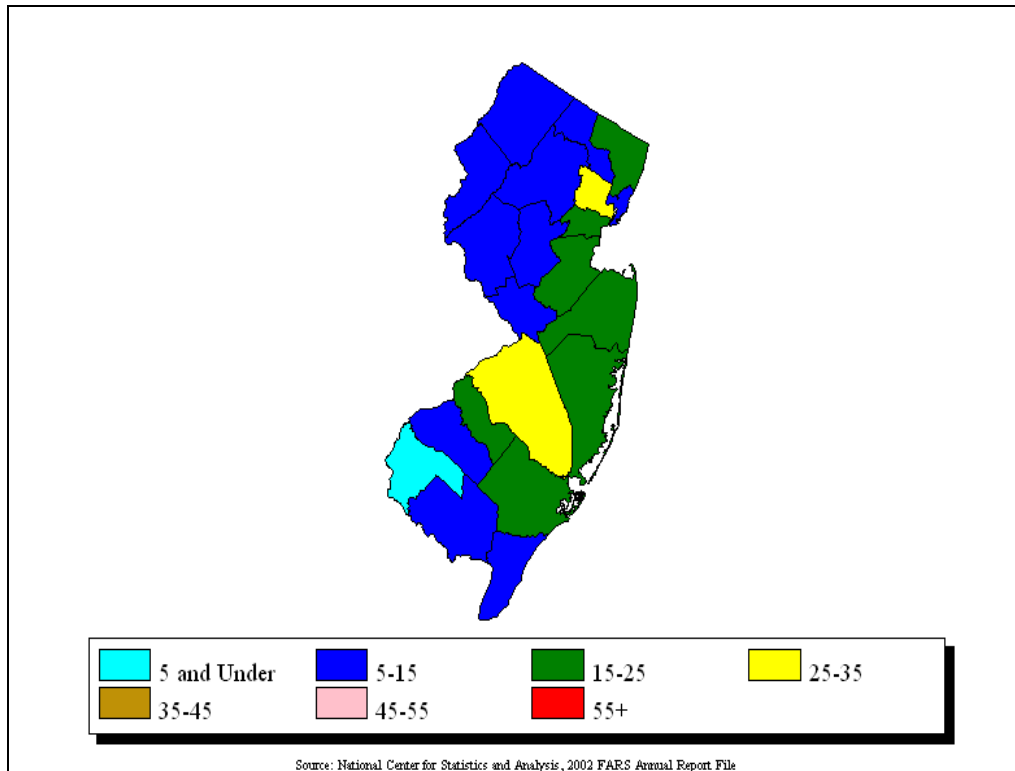 5 and Under 5-15 15-25 25-35
35-45 45-55 55+
Source: National Center for Statistics and Analysis, 2002 FARS Annual Report File